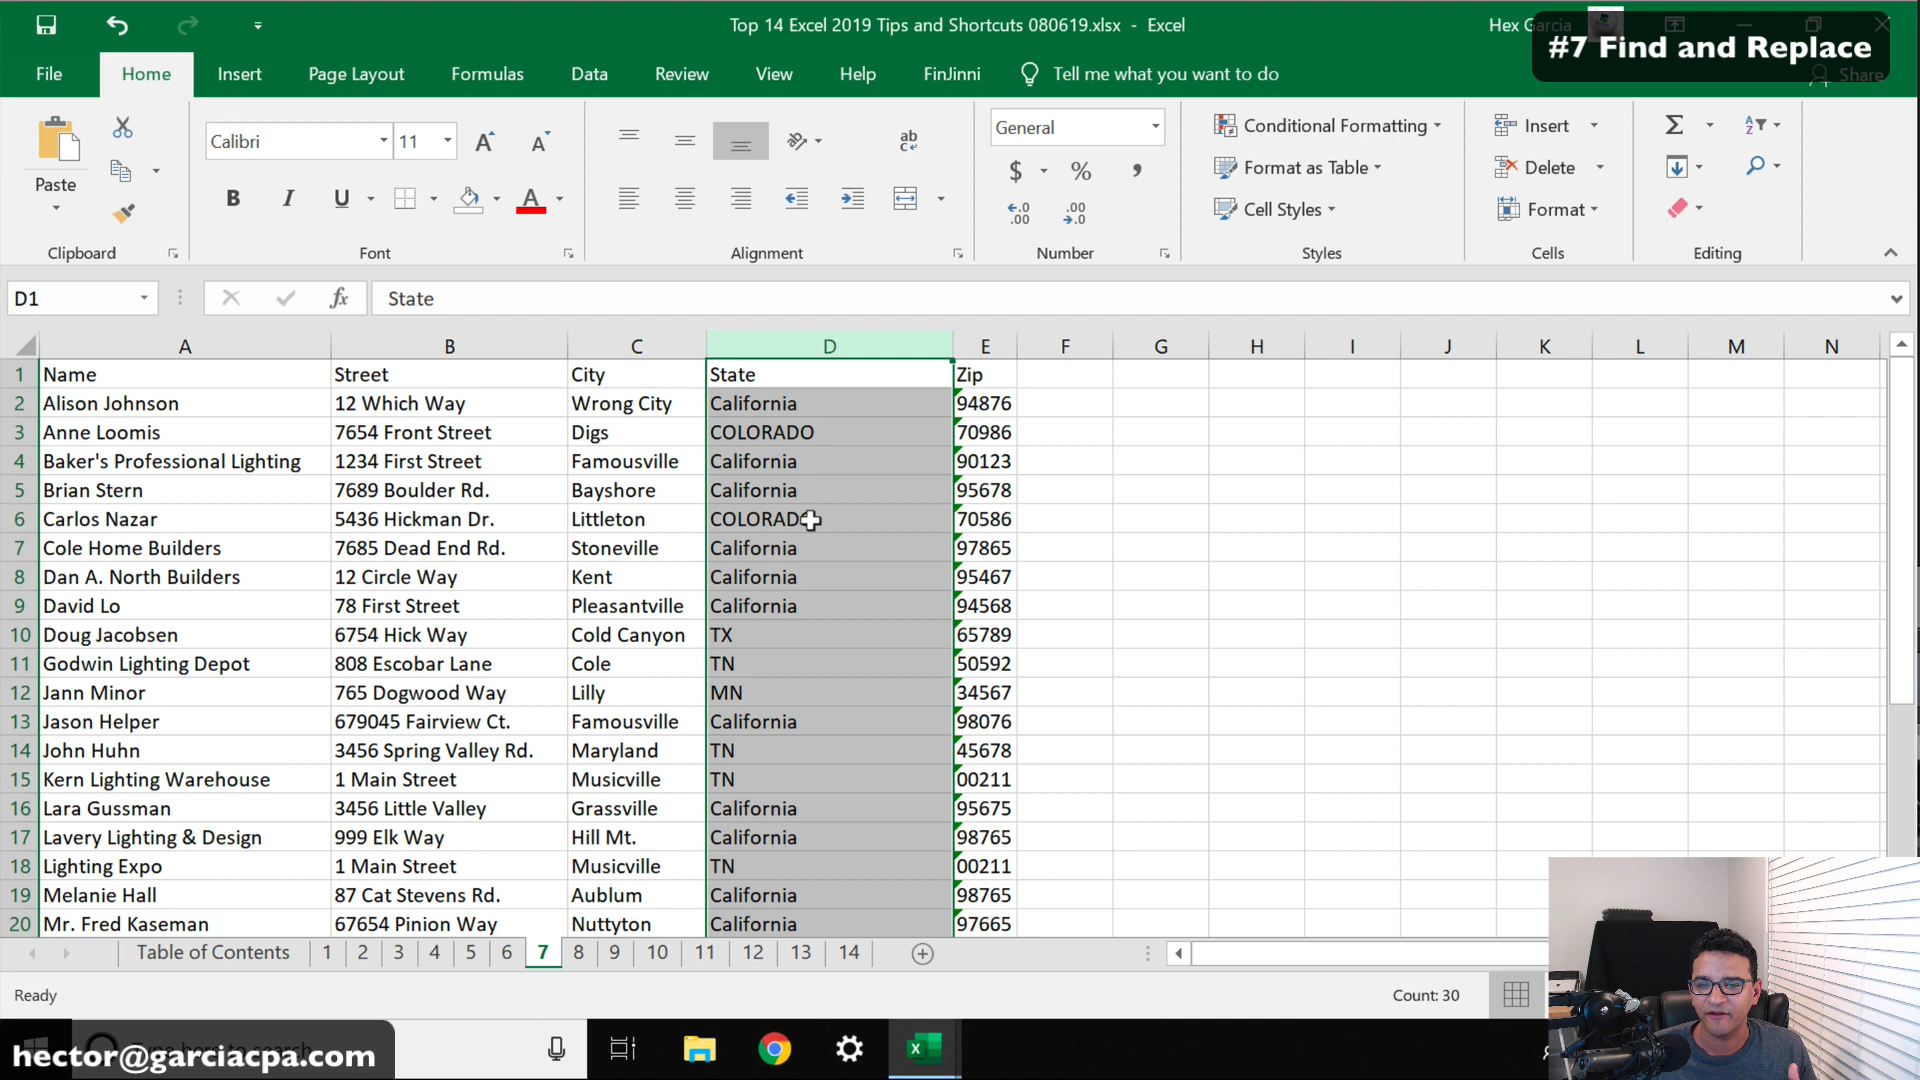 Top 14 Excel 2019 Tips and Shortcuts 080619.xlsx - Excel
Hex Garcia
#7 Find and Replace
File Home Insert Page Layout Formulas Data Review View Help FinJinni Tell me what you want to do Share
Calibri 11 General Conditional Formatting Insert
Paste Format as Table Delete
Cell Styles Format
Clipboard Font Alignment Number Styles Cells Editing
D1 fx State
A B C D E F G H I J K L M N
1 Name Street City State Zip
2 Alison Johnson 12 Which Way Wrong City California 94876
3 Anne Loomis 7654 Front Street Digs COLORADO 70986
4 Baker's Professional Lighting 1234 First Street Famousville California 90123
5 Brian Stern 7689 Boulder Rd. Bayshore California 95678
6 Carlos Nazar 5436 Hickman Dr. Littleton COLORADO 70586
7 Cole Home Builders 7685 Dead End Rd. Stoneville California 97865
8 Dan A. North Builders 12 Circle Way Kent California 95467
9 David Lo 78 First Street Pleasantville California 94568
10 Doug Jacobsen 6754 Hick Way Cold Canyon TX 65789
11 Godwin Lighting Depot 808 Escobar Lane Cole TN 50592
12 Jann Minor 765 Dogwood Way Lilly MN 34567
13 Jason Helper 679045 Fairview Ct. Famousville California 98076
14 John Huhn 3456 Spring Valley Rd. Maryland TN 45678
15 Kern Lighting Warehouse 1 Main Street Musicville TN 00211
16 Lara Gussman 3456 Little Valley Grassville California 95675
17 Lavery Lighting & Design 999 Elk Way Hill Mt. California 98765
18 Lighting Expo 1 Main Street Musicville TN 00211
19 Melanie Hall 87 Cat Stevens Rd. Aublum California 98765
20 Mr. Fred Kaseman 67654 Pinion Way Nuttyton California 97665
Table of Contents 1 2 3 4 5 6 7 8 9 10 11 12 13 14
Ready Count: 30
hector@garciacpa.com